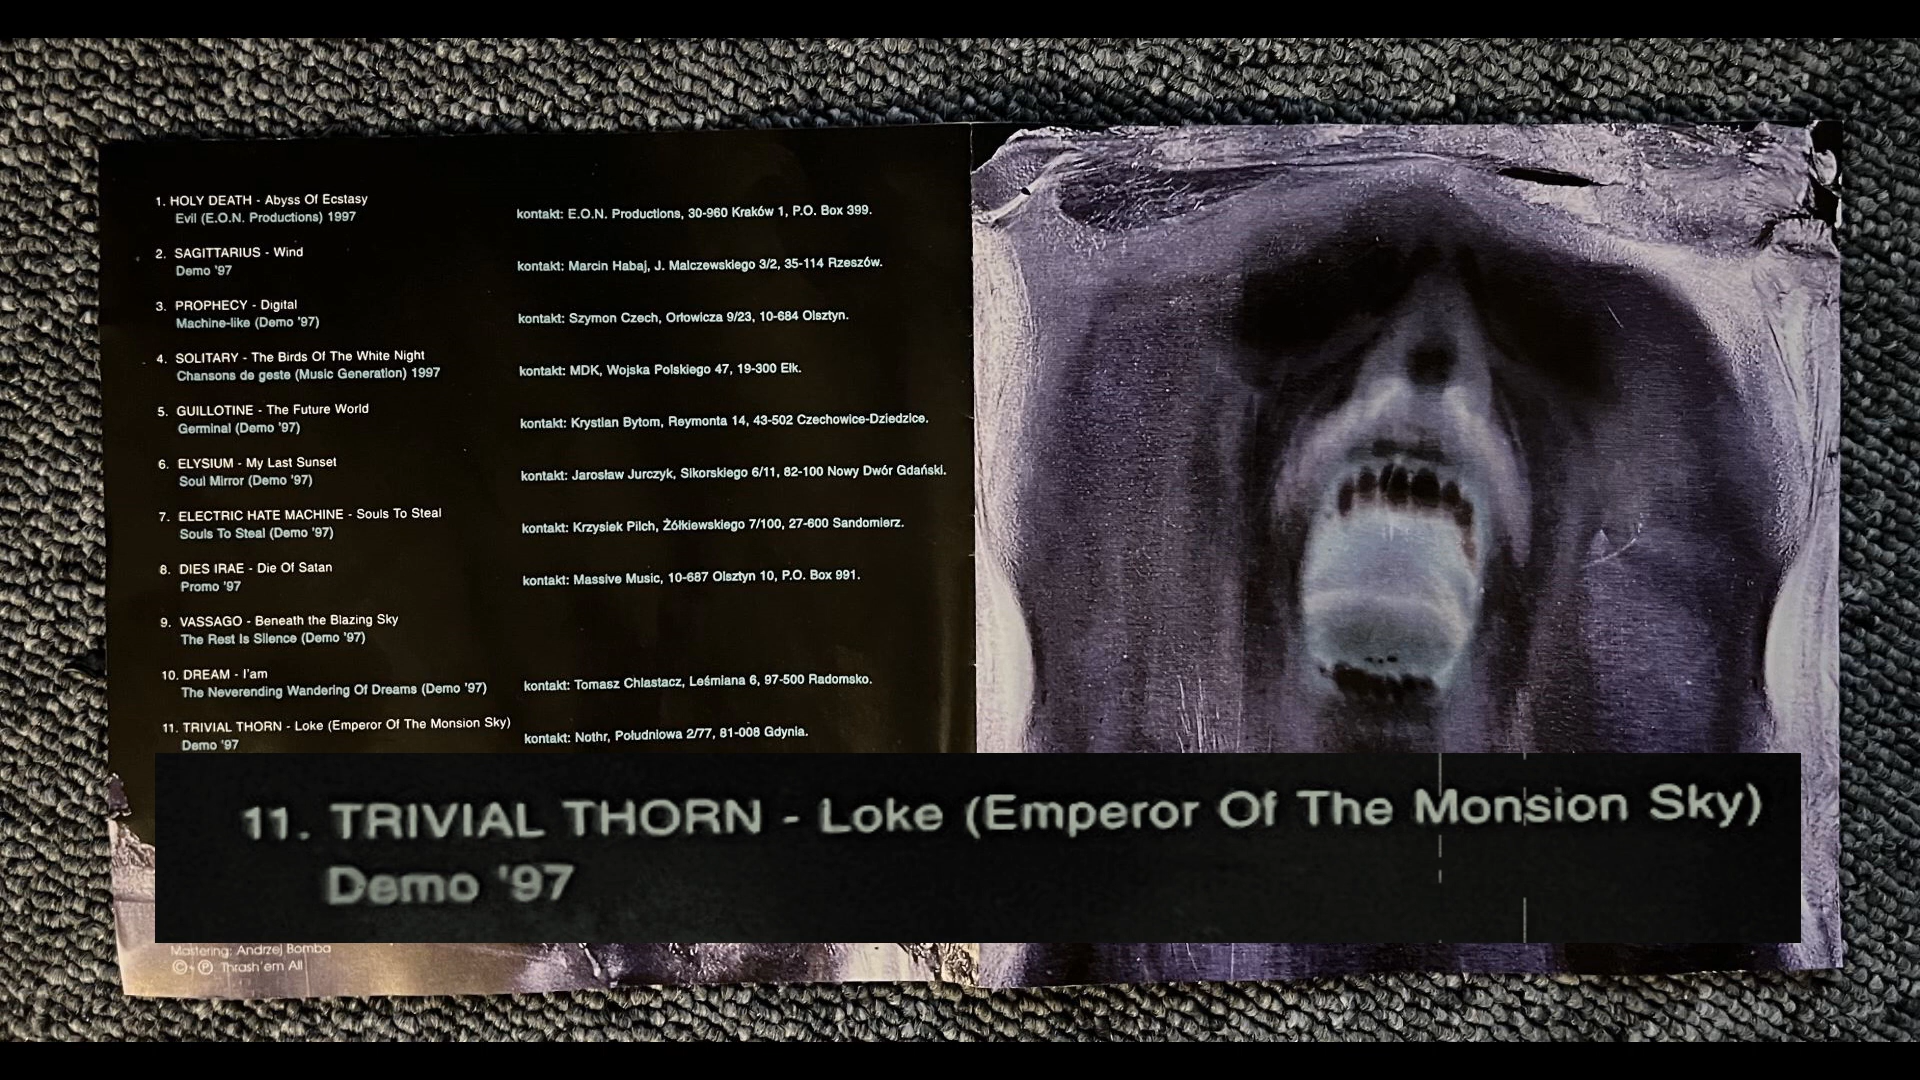 1. HOLY DEATH - Abyss Of Ecstasy
Evil (E.O.N. Productions) 1997
kontakt: E.O.N. Productions, 30-960 Kraków 1, P.O. Box 399.
2. SAGITTARIUS - Wind
Demo '97
kontakt: Marcin Habaj, J. Malczewskiego 3/2, 35-114 Rzeszów.
3. PROPHECY - Digital
Machine-like (Demo '97)
kontakt: Szymon Czech, Orłowicza 9/23, 10-684 Olsztyn.
4. SOLITARY - The Birds Of The White Night
Chansons de geste (Music Generation) 1997
kontakt: MDK, Wojska Polskiego 47, 19-300 Ełk.
5. GUILLOTINE - The Future World
Germinal (Demo '97)
kontakt: Krystian Bytom, Reymonta 14, 43-502 Czechowice-Dziedzice.
6. ELYSIUM - My Last Sunset
Soul Mirror (Demo '97)
kontakt: Jarosław Jurczyk, Sikorskiego 6/11, 82-100 Nowy Dwór Gdański.
7. ELECTRIC HATE MACHINE - Souls To Steal
Souls To Steal (Demo '97)
kontakt: Krzysiek Pilch, Żółkiewskiego 7/100, 27-600 Sandomierz.
8. DIES IRAE - Die Of Satan
Promo '97
kontakt: Massive Music, 10-687 Olsztyn 10, P.O. Box 991.
9. VASSAGO - Beneath the Blazing Sky
The Rest Is Silence (Demo '97)
10. DREAM - I'am
The Neverending Wandering Of Dreams (Demo '97)
kontakt: Tomasz Chlastacz, Leśmiana 6, 97-500 Radomsko.
11. TRIVIAL THORN - Loke (Emperor Of The Monsion Sky)
Demo '97
kontakt: Nothr, Południowa 2/77, 81-008 Gdynia.
11. TRIVIAL THORN - Loke (Emperor Of The Monsion Sky)
Demo '97
Mastering: Andrzej Bomba
© ℗ Thrash'em All